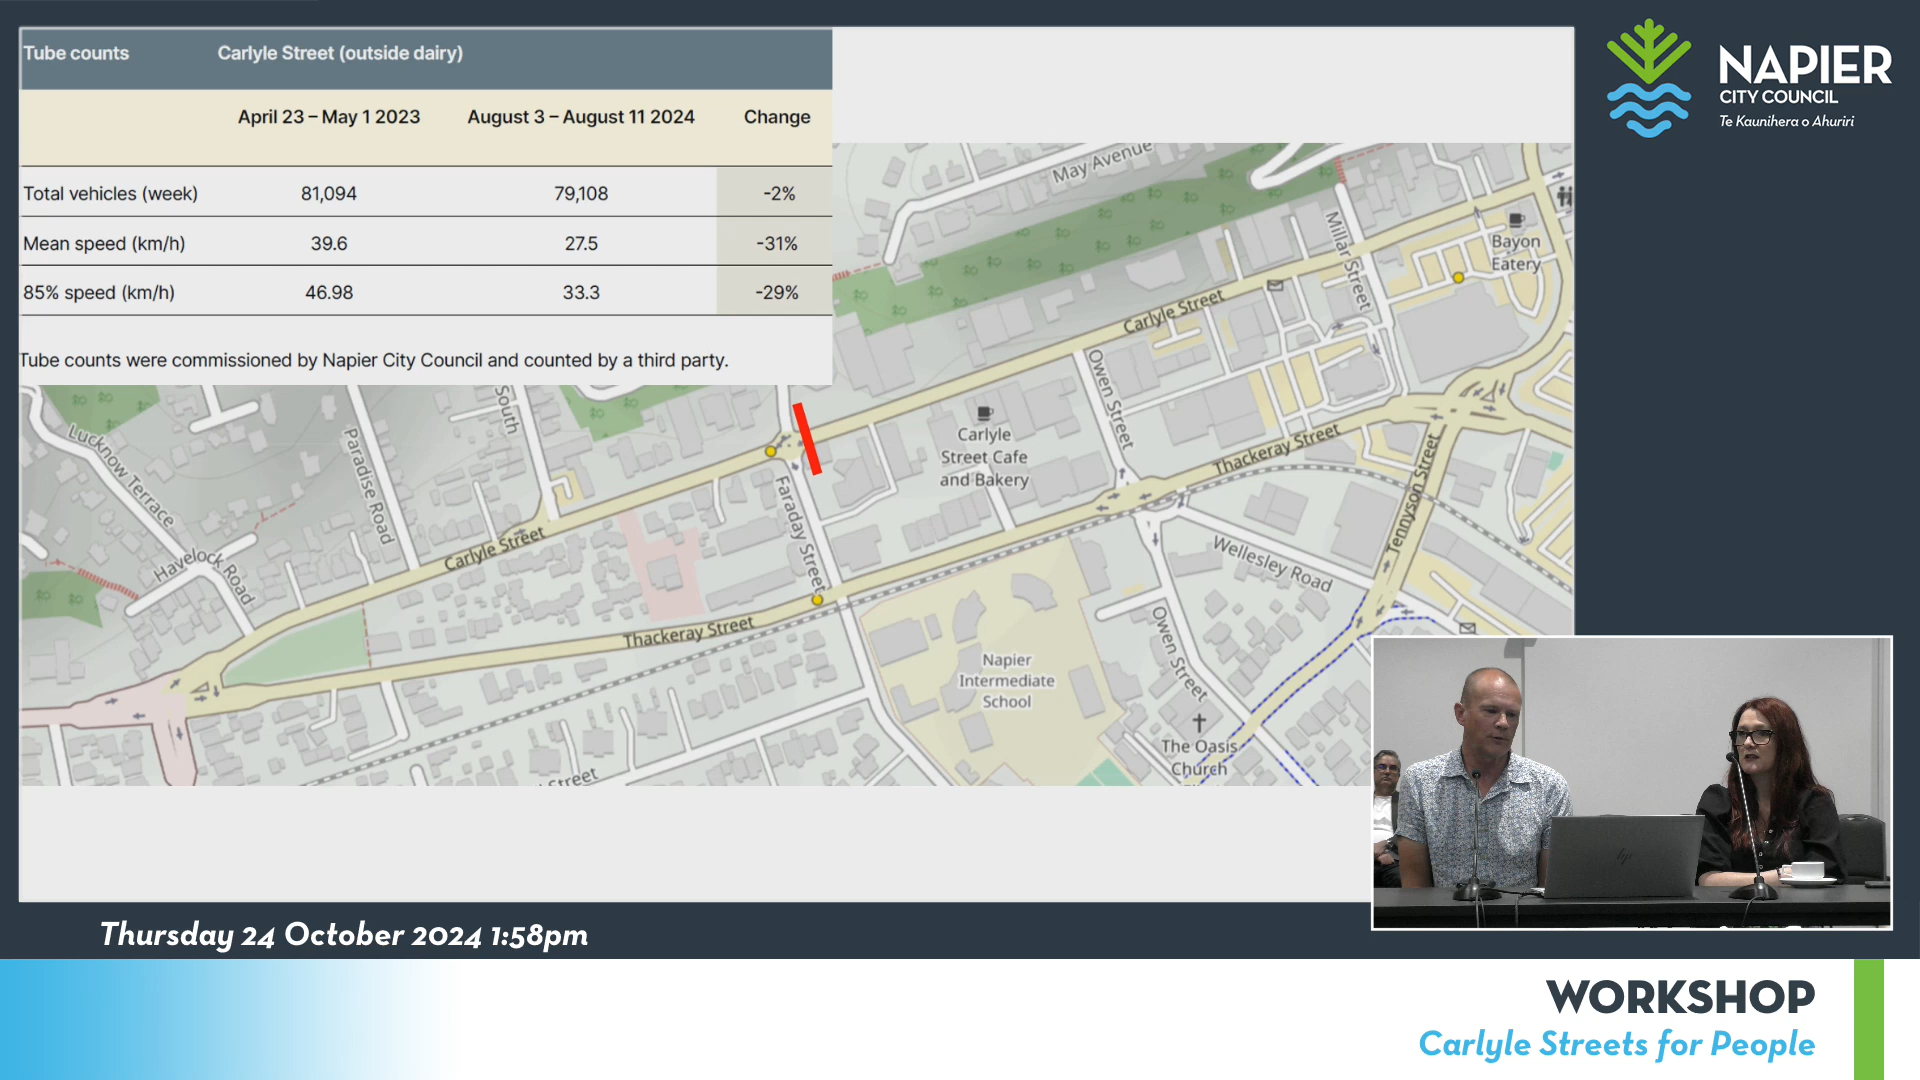 Tube counts Carlyle Street (outside dairy)
April 23 – May 1 2023 August 3 – August 11 2024 Change
Total vehicles (week) 81,094 79,108 -2%
Mean speed (km/h) 39.6 27.5 -31%
85% speed (km/h) 46.98 33.3 -29%
Tube counts were commissioned by Napier City Council and counted by a third party.
NAPIER
CITY COUNCIL
Te Kaunihera o Ahuriri
May Avenue
Millar Street
Bayon
Eatery
Carlyle Street
Owen Street
South
Lucknow Terrace
Paradise Road
Carlyle
Street Cafe
and Bakery
Thackeray Street
Tennyson Street
Faraday Street
Havelock Road
Carlyle Street
Wellesley Road
Thackeray Street
Owen Street
Napier
Intermediate
School
The Oasis
Church
Street
hp
Thursday 24 October 2024 1:58pm
WORKSHOP
Carlyle Streets for People